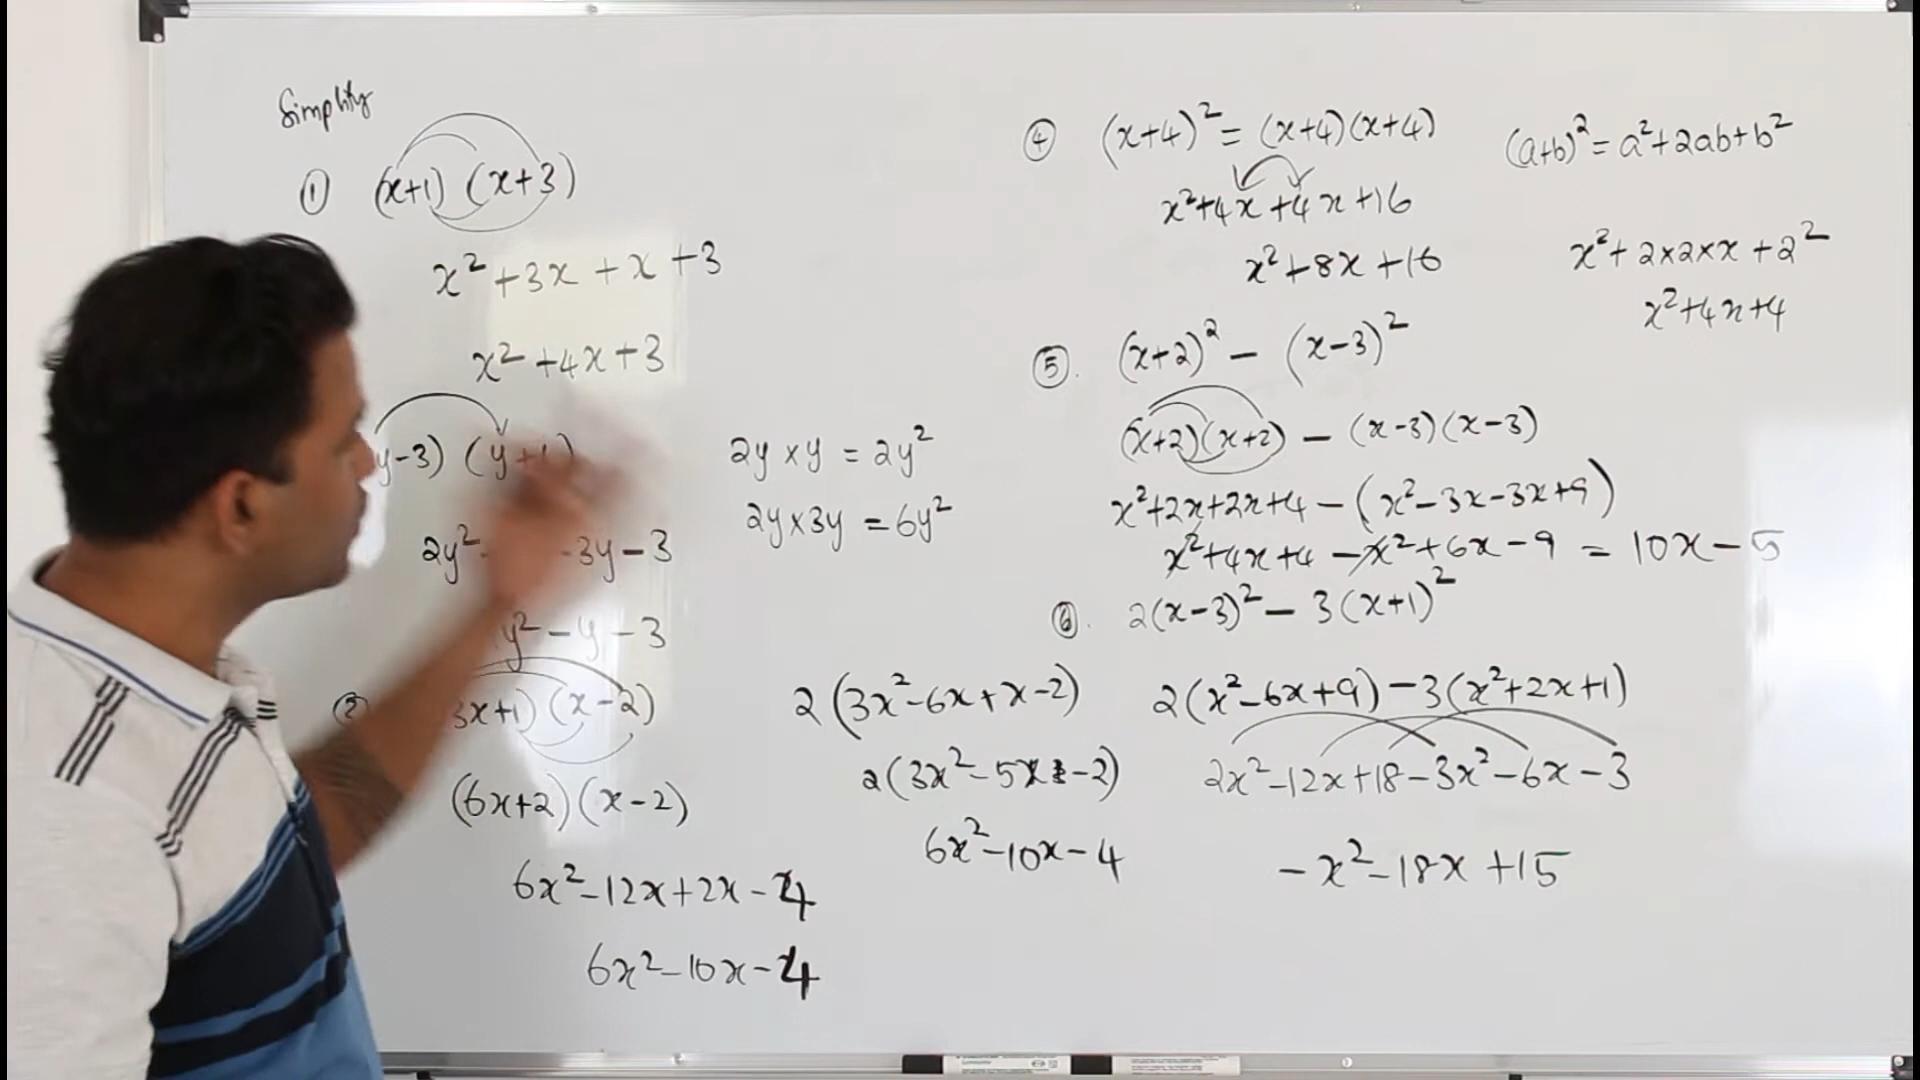 Simplify
① (x+1) (x+3)
x² + 3x + x + 3
x² + 4x + 3
y-3) (y+1)
2y² -3y - 3
y² - y - 3
3x+1) (x-2)
(6x+2) (x-2)
6x² - 12x + 2x - 4
6x² - 10x - 4
2y × y = 2y²
2y × 3y = 6y²
2 (3x² - 6x + x - 2)
2 (3x² - 5x - 2)
6x² - 10x - 4
④ (x+4)² = (x+4) (x+4)
x² + 4x + 4x + 16
x² + 8x + 16
(a+b)² = a² + 2ab + b²
x² + 2×2×x + 2²
x² + 4x + 4
⑤. (x+2)² - (x-3)²
(x+2)(x+2) - (x-3)(x-3)
x² + 2x + 2x + 4 - (x² - 3x - 3x + 9)
x² + 4x + 4 - x² + 6x - 9 = 10x - 5
⑥. 2(x-3)² - 3(x+1)²
2(x² - 6x + 9) - 3(x² + 2x + 1)
2x² - 12x + 18 - 3x² - 6x - 3
-x² - 18x + 15